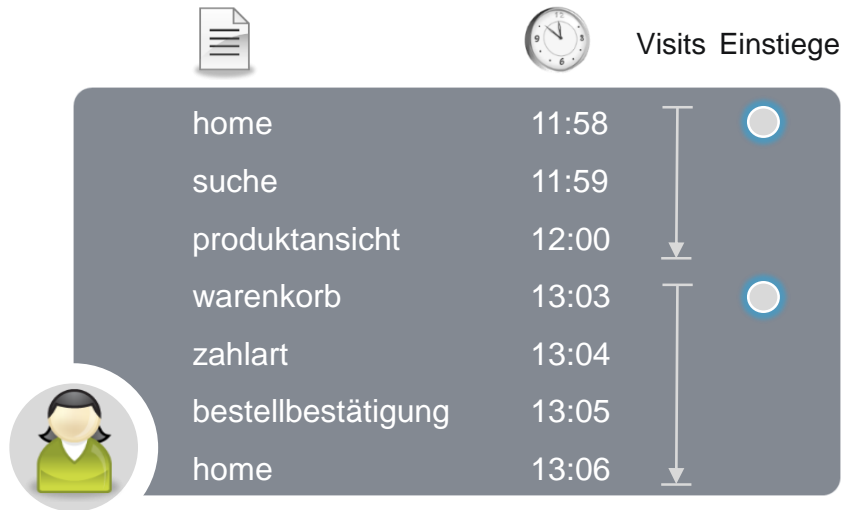 Visits Einstiege
home 11:58
suche 11:59
produktansicht 12:00
warenkorb 13:03
zahlart 13:04
bestellbestätigung 13:05
home 13:06